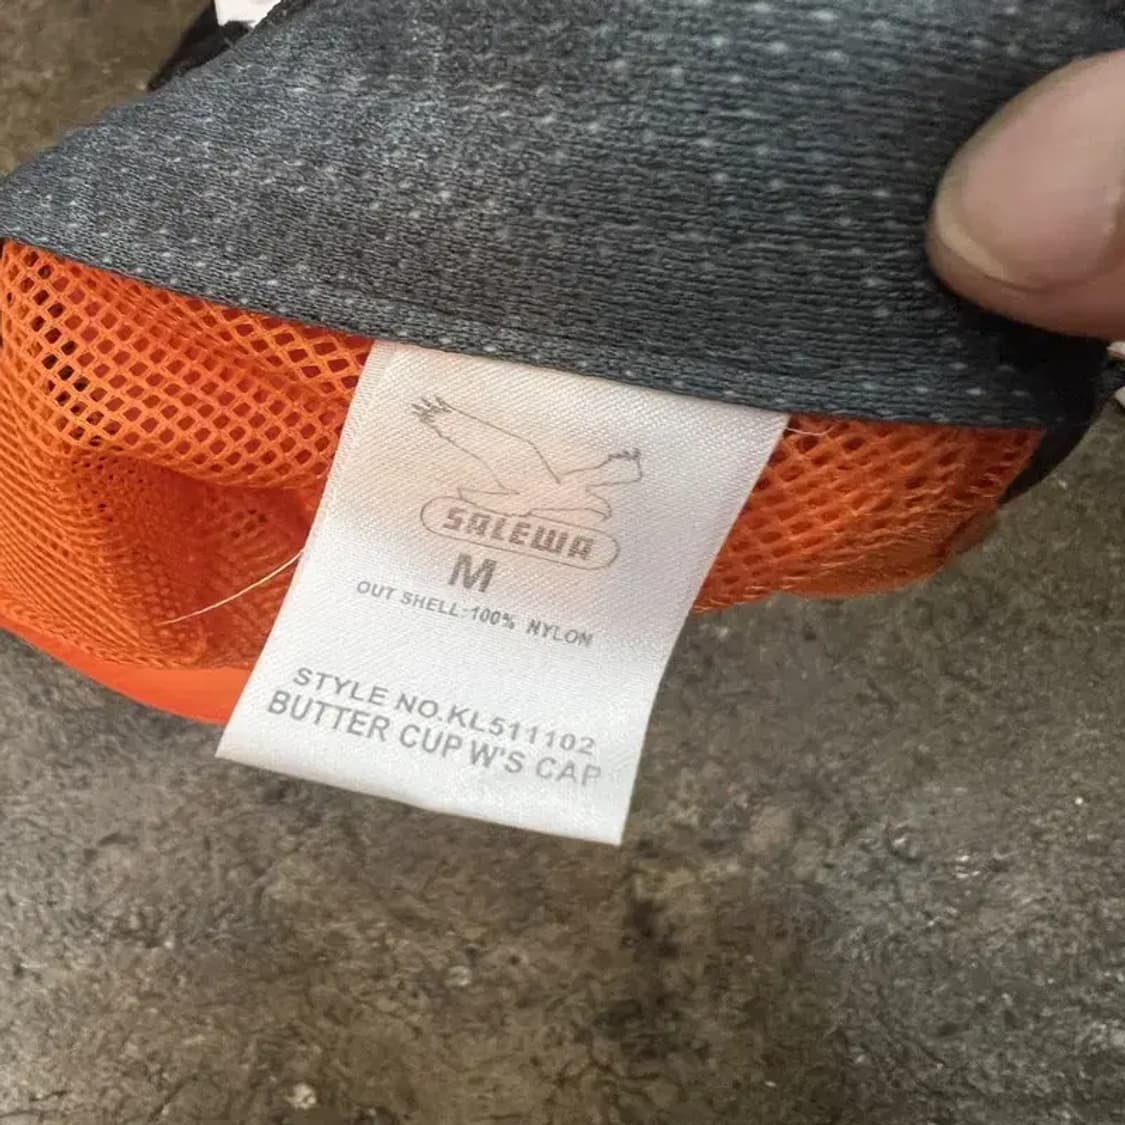 SALEWA
M
OUT SHELL:100% NYLON
STYLE NO.KL511102
BUTTER CUP W'S CAP